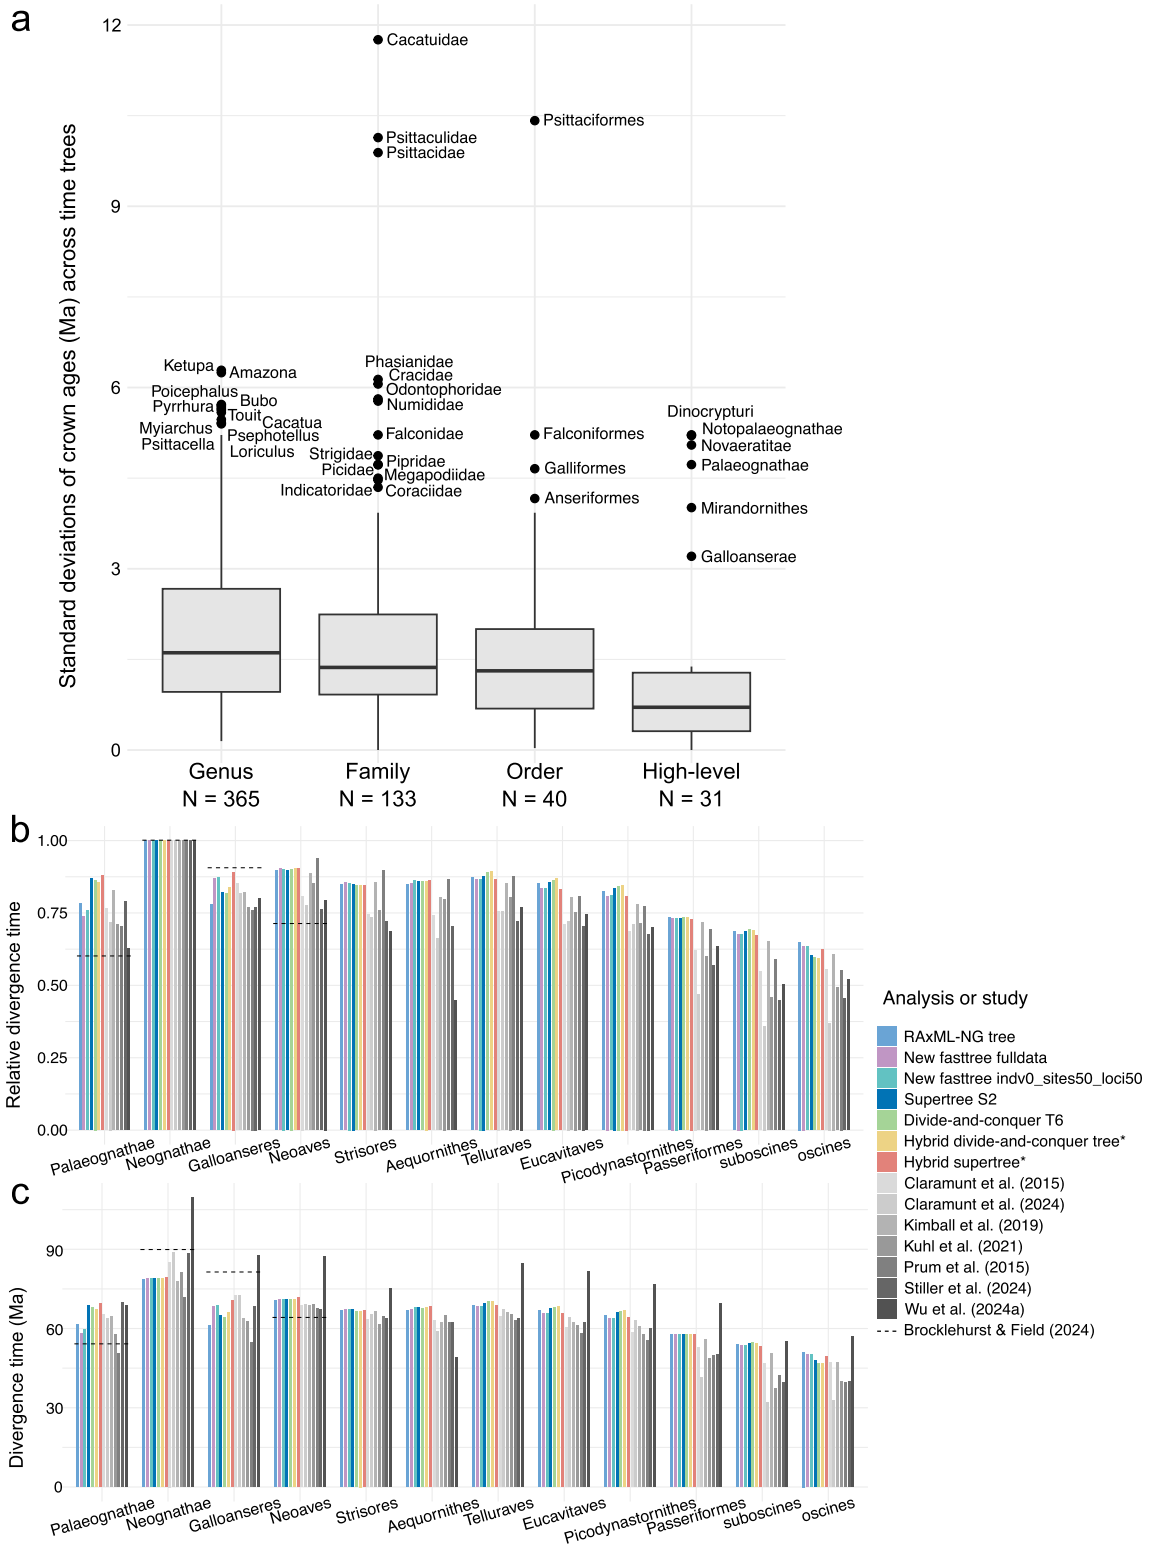 a
Standard deviations of crown ages (Ma) across time trees
12
9
6
3
0
Cacatuidae
Psittaculidae
Psittacidae
Psittaciformes
Ketupa
Amazona
Poicephalus
Bubo
Pyrrhura
Touit
Cacatua
Myiarchus
Psephotellus
Psittacella
Loriculus
Phasianidae
Cracidae
Odontophoridae
Numididae
Falconidae
Strigidae
Pipridae
Picidae
Megapodiidae
Indicatoridae
Coraciidae
Falconiformes
Galliformes
Anseriformes
Dinocrypturi
Notopalaeognathae
Novaeratitae
Palaeognathae
Mirandornithes
Galloanserae
Genus
N = 365
Family
N = 133
Order
N = 40
High-level
N = 31
b
Relative divergence time
1.00
0.75
0.50
0.25
0.00
Palaeognathae
Neognathae
Galloanseres
Neoaves
Strisores
Aequornithes
Telluraves
Eucavitaves
Picodynastornithes
Passeriformes
suboscines
oscines
c
Divergence time (Ma)
90
60
30
0
Palaeognathae
Neognathae
Galloanseres
Neoaves
Strisores
Aequornithes
Telluraves
Eucavitaves
Picodynastornithes
Passeriformes
suboscines
oscines
Analysis or study
RAxML-NG tree
New fasttree fulldata
New fasttree indv0_sites50_loci50
Supertree S2
Divide-and-conquer T6
Hybrid divide-and-conquer tree*
Hybrid supertree*
Claramunt et al. (2015)
Claramunt et al. (2024)
Kimball et al. (2019)
Kuhl et al. (2021)
Prum et al. (2015)
Stiller et al. (2024)
Wu et al. (2024a)
Brocklehurst & Field (2024)